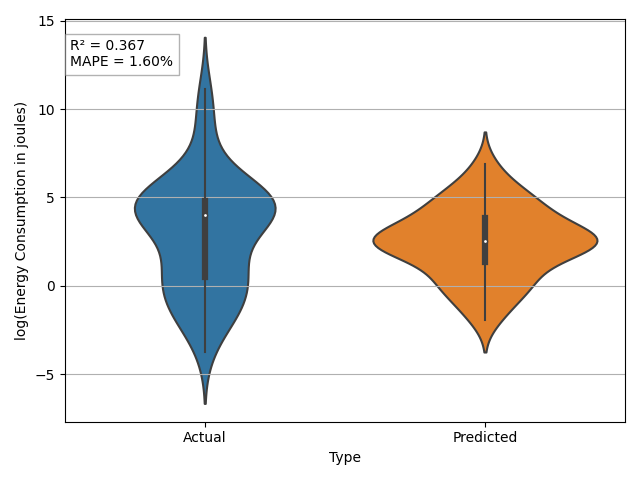 15
R² = 0.367
MAPE = 1.60%
10
5
0
−5
log(Energy Consumption in joules)
Actual
Predicted
Type